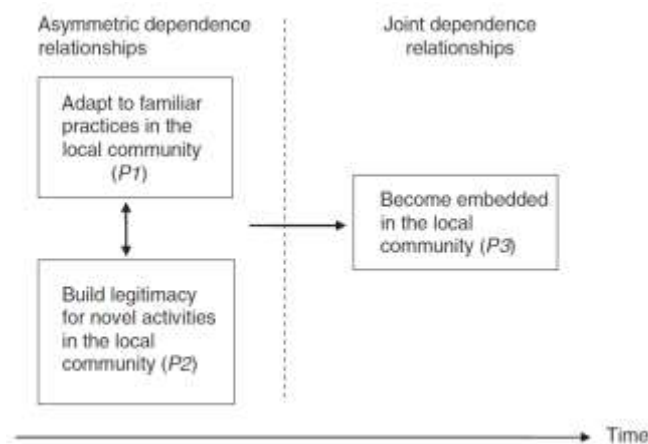 Asymmetric dependence
relationships
Joint dependence
relationships
Adapt to familiar
practices in the
local community
(P1)
Become embedded
in the local
community (P3)
Build legitimacy
for novel activities
in the local
community (P2)
Time